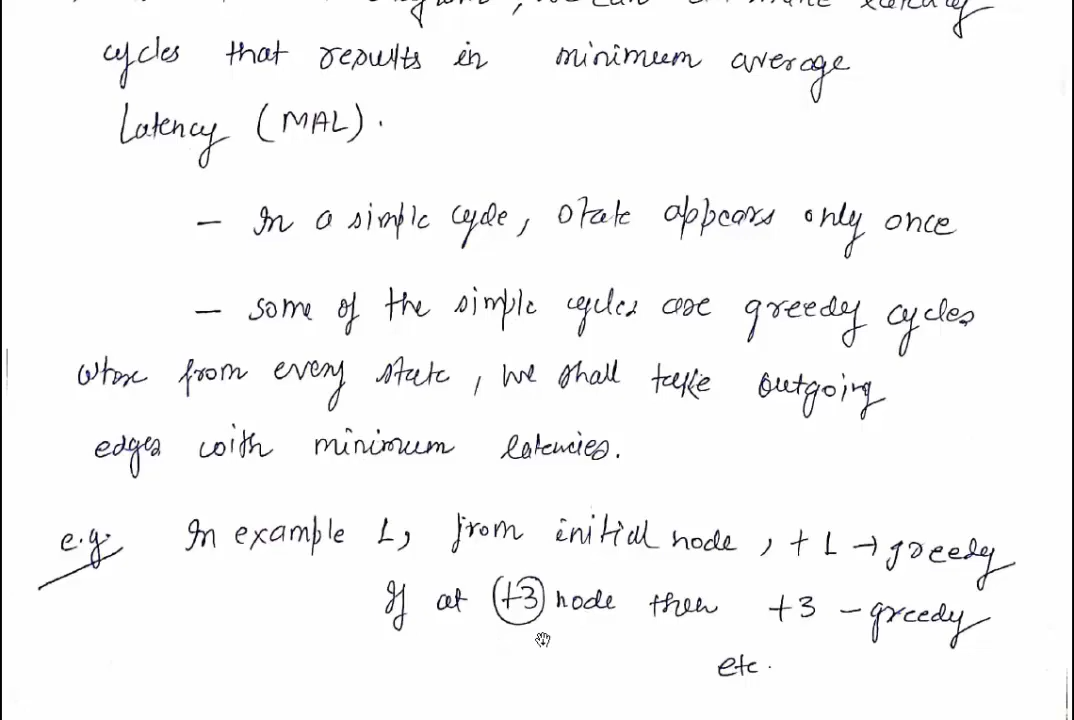 cycles that results in minimum average
Latency (MAL).
- In a simple cycle, state appears only once
- some of the simple cycles are greedy cycles
where from every state, we shall take outgoing
edges with minimum latencies.
e.g. In example 1, from initial node, +1 → greedy
If at +3 node then +3 - greedy
etc.